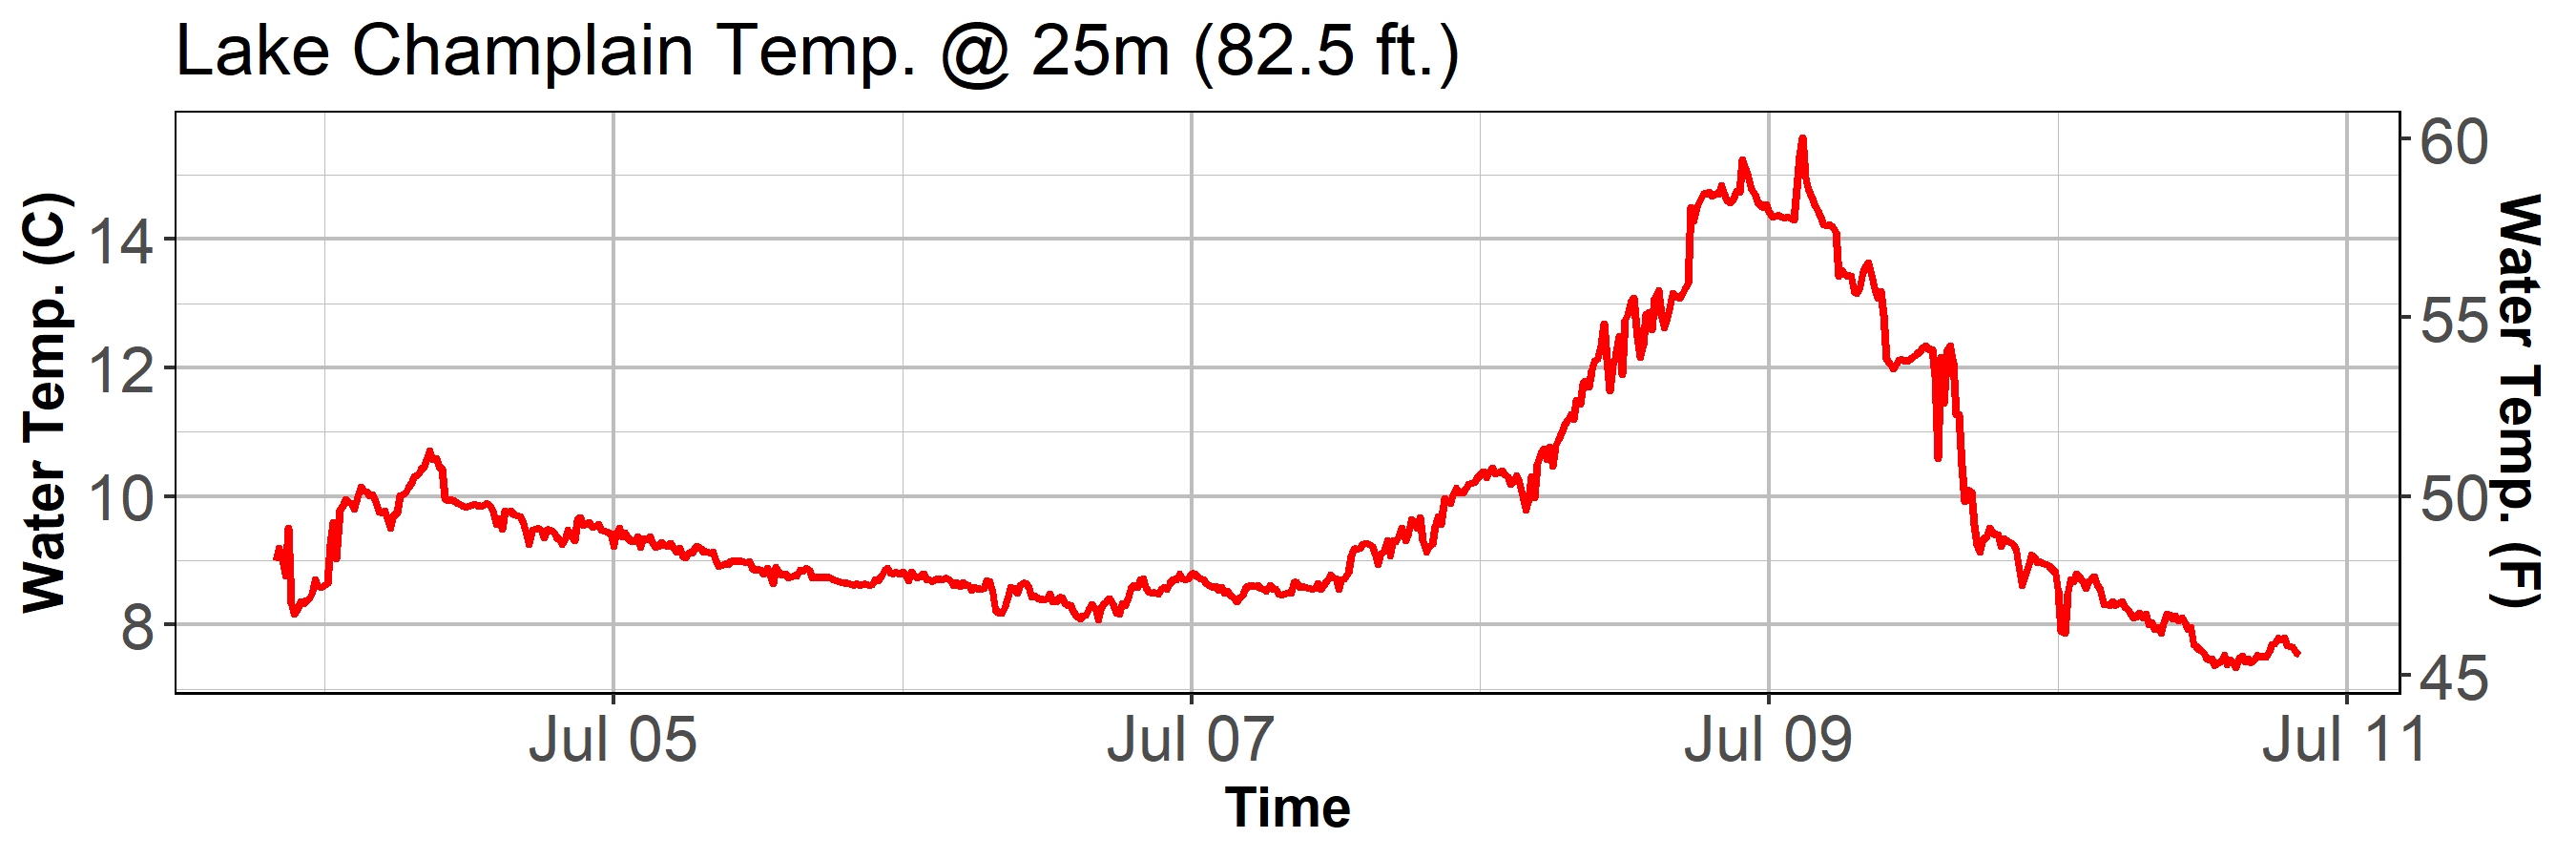 Lake Champlain Temp. @ 25m (82.5 ft.)
Water Temp. (C)
14
12
10
8
60
55
50
45
Water Temp. (F)
Jul 05 Jul 07 Jul 09 Jul 11
Time